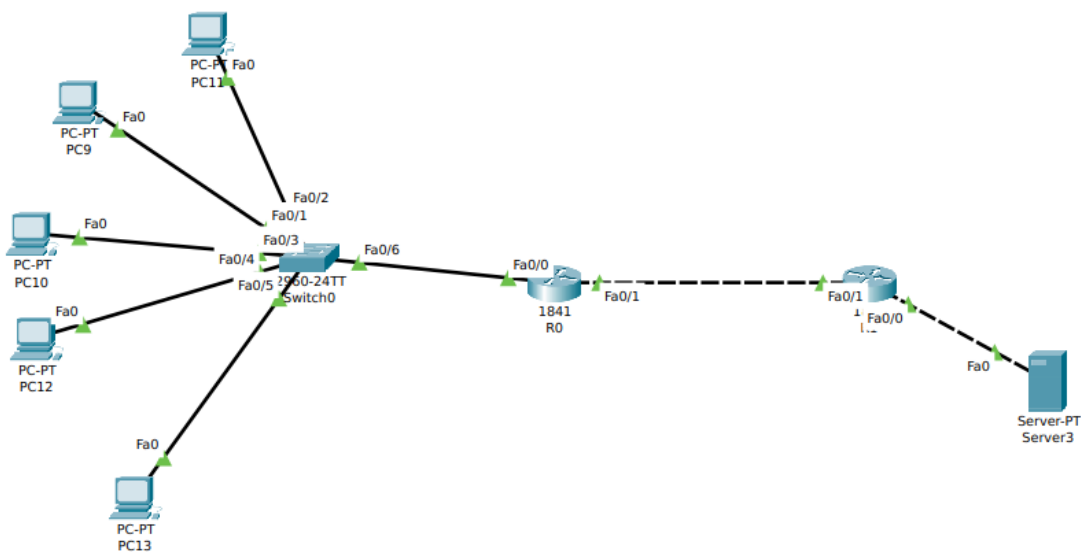 PC-PT
PC11
Fa0
PC-PT
PC9
Fa0
Fa0/2
Fa0/1
Fa0/3
Fa0/4
Fa0/5
Fa0/6
2960-24TT
Switch0
PC-PT
PC10
Fa0
PC-PT
PC12
Fa0
PC-PT
PC13
Fa0
Fa0/0
Fa0/1
1841
R0
Fa0/1
Fa0/0
Fa0
Server-PT
Server3